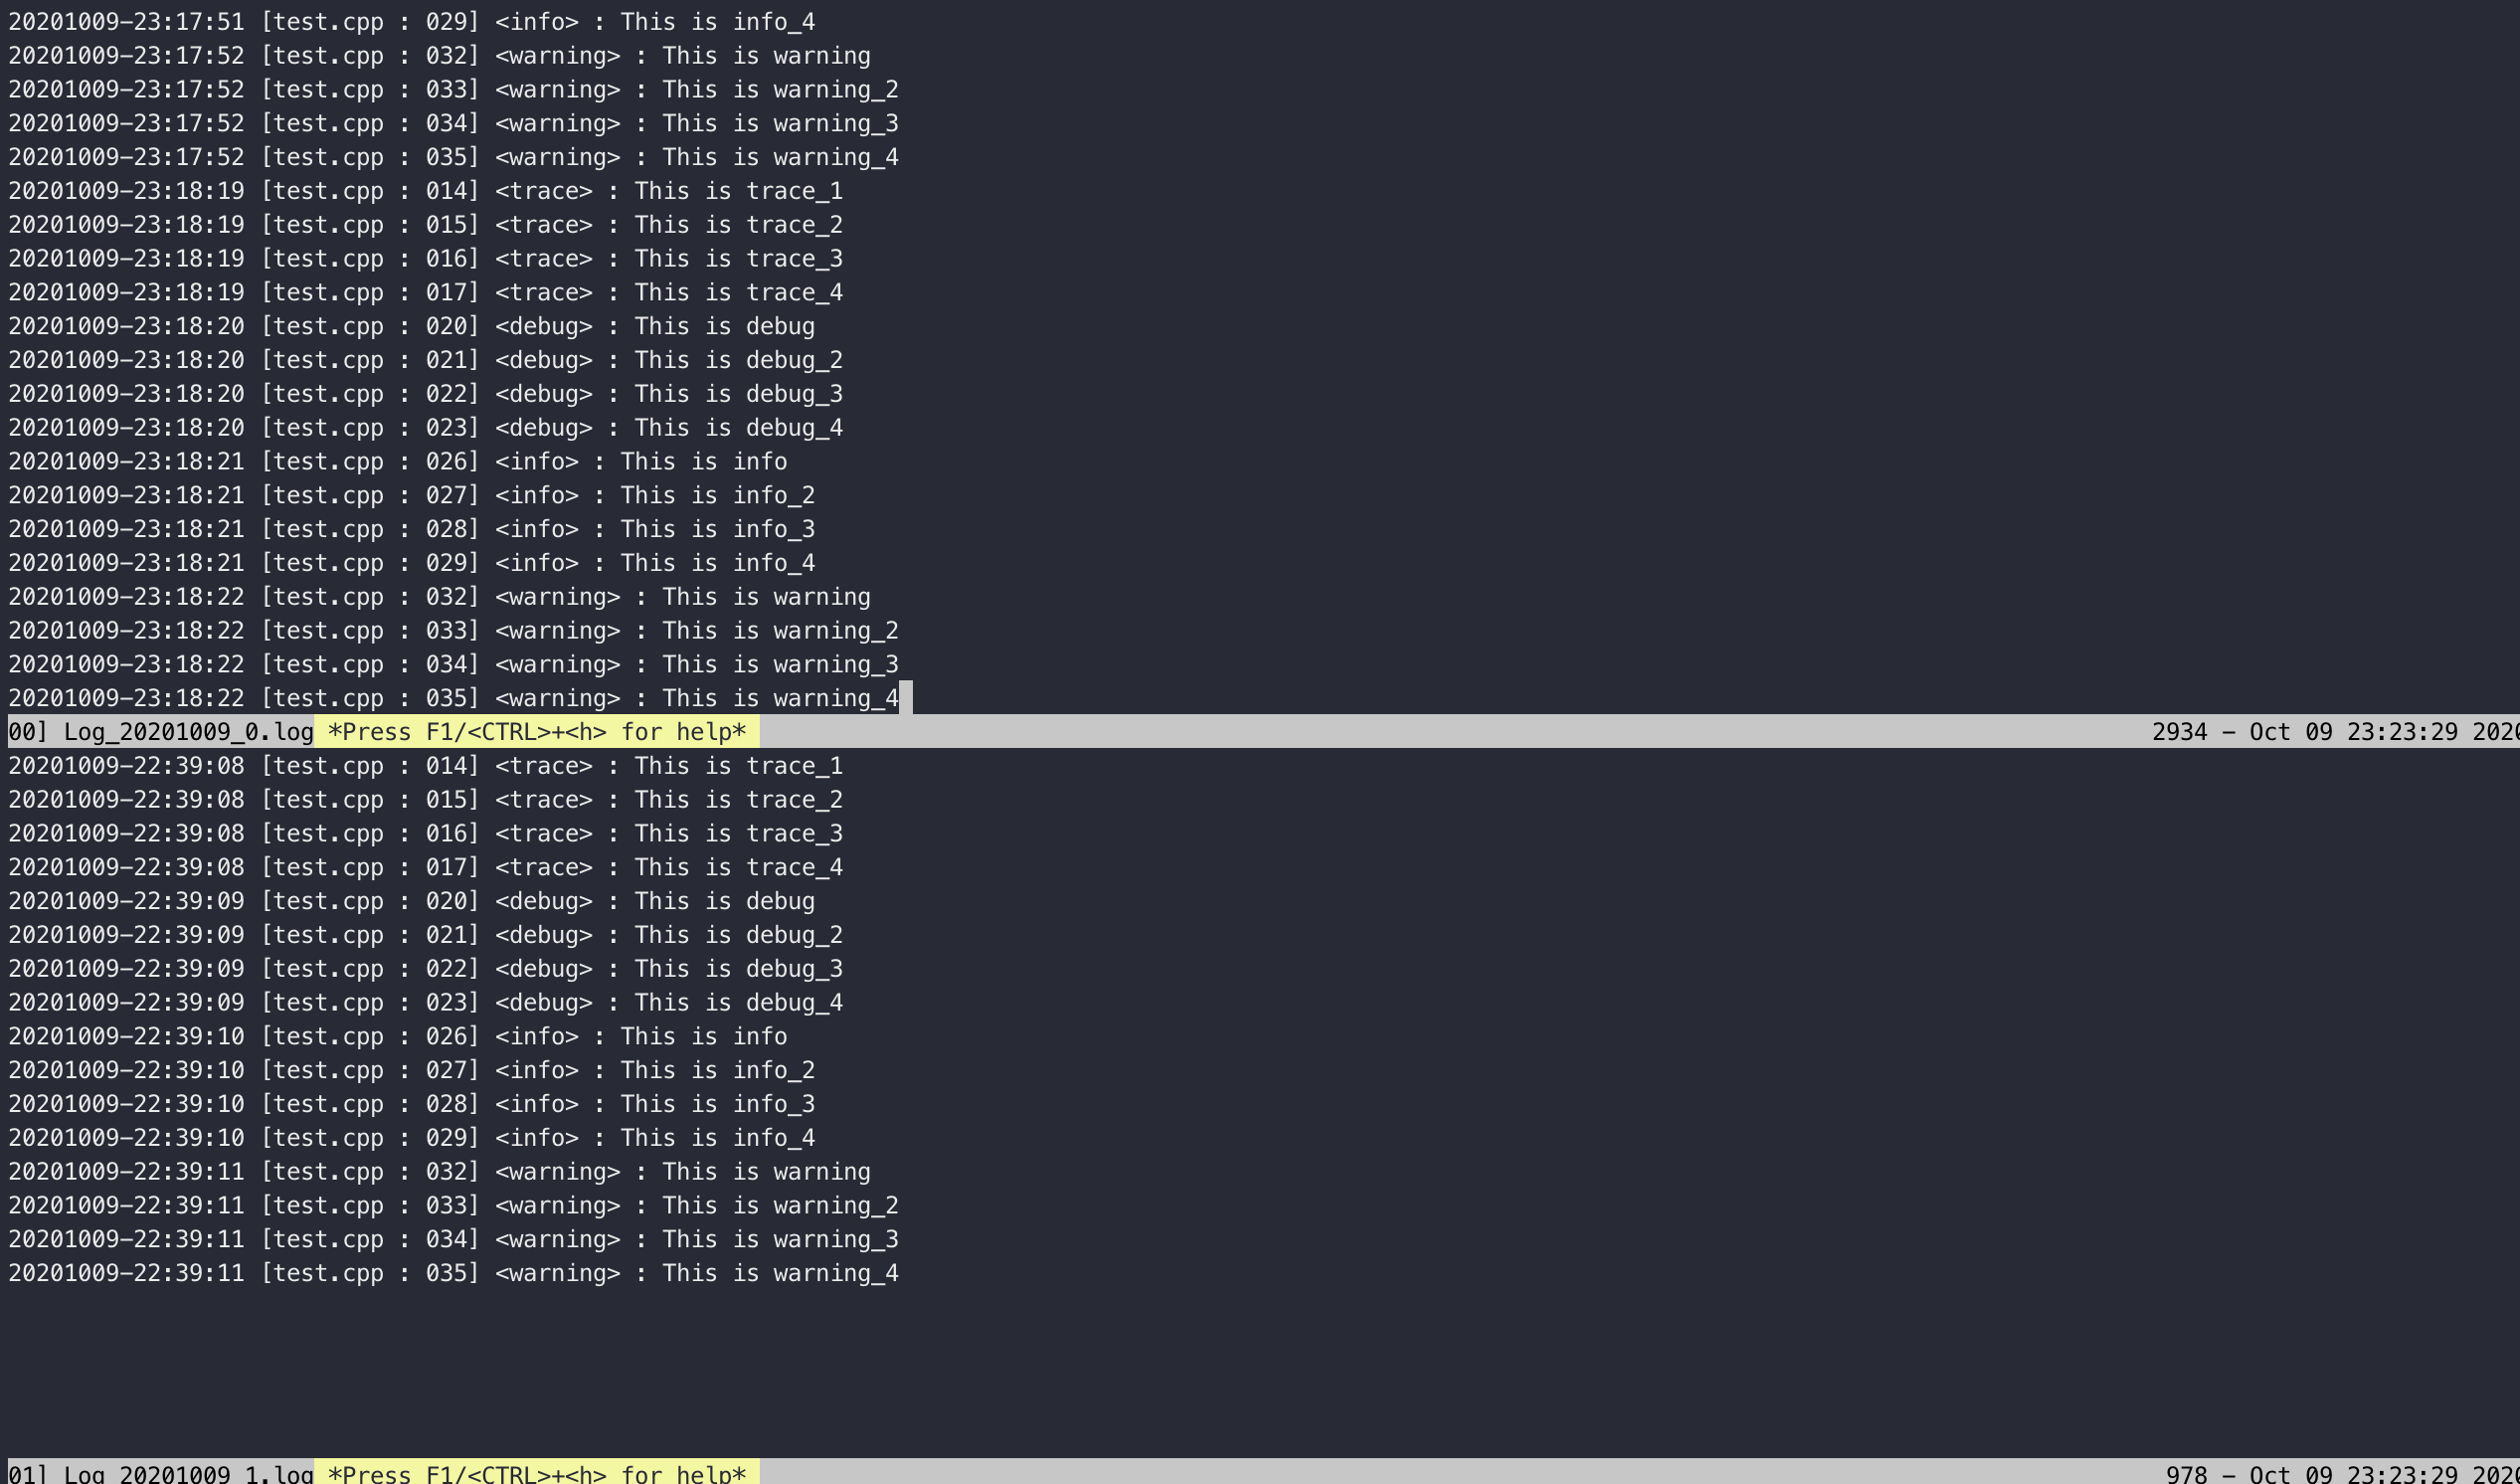 20201009-23:17:51 [test.cpp : 029] <info> : This is info_4
20201009-23:17:52 [test.cpp : 032] <warning> : This is warning
20201009-23:17:52 [test.cpp : 033] <warning> : This is warning_2
20201009-23:17:52 [test.cpp : 034] <warning> : This is warning_3
20201009-23:17:52 [test.cpp : 035] <warning> : This is warning_4
20201009-23:18:19 [test.cpp : 014] <trace> : This is trace_1
20201009-23:18:19 [test.cpp : 015] <trace> : This is trace_2
20201009-23:18:19 [test.cpp : 016] <trace> : This is trace_3
20201009-23:18:19 [test.cpp : 017] <trace> : This is trace_4
20201009-23:18:20 [test.cpp : 020] <debug> : This is debug
20201009-23:18:20 [test.cpp : 021] <debug> : This is debug_2
20201009-23:18:20 [test.cpp : 022] <debug> : This is debug_3
20201009-23:18:20 [test.cpp : 023] <debug> : This is debug_4
20201009-23:18:21 [test.cpp : 026] <info> : This is info
20201009-23:18:21 [test.cpp : 027] <info> : This is info_2
20201009-23:18:21 [test.cpp : 028] <info> : This is info_3
20201009-23:18:21 [test.cpp : 029] <info> : This is info_4
20201009-23:18:22 [test.cpp : 032] <warning> : This is warning
20201009-23:18:22 [test.cpp : 033] <warning> : This is warning_2
20201009-23:18:22 [test.cpp : 034] <warning> : This is warning_3
20201009-23:18:22 [test.cpp : 035] <warning> : This is warning_4
00] Log_20201009_0.log *Press F1/<CTRL>+<h> for help* 2934 - Oct 09 23:23:29 2020
20201009-22:39:08 [test.cpp : 014] <trace> : This is trace_1
20201009-22:39:08 [test.cpp : 015] <trace> : This is trace_2
20201009-22:39:08 [test.cpp : 016] <trace> : This is trace_3
20201009-22:39:08 [test.cpp : 017] <trace> : This is trace_4
20201009-22:39:09 [test.cpp : 020] <debug> : This is debug
20201009-22:39:09 [test.cpp : 021] <debug> : This is debug_2
20201009-22:39:09 [test.cpp : 022] <debug> : This is debug_3
20201009-22:39:09 [test.cpp : 023] <debug> : This is debug_4
20201009-22:39:10 [test.cpp : 026] <info> : This is info
20201009-22:39:10 [test.cpp : 027] <info> : This is info_2
20201009-22:39:10 [test.cpp : 028] <info> : This is info_3
20201009-22:39:10 [test.cpp : 029] <info> : This is info_4
20201009-22:39:11 [test.cpp : 032] <warning> : This is warning
20201009-22:39:11 [test.cpp : 033] <warning> : This is warning_2
20201009-22:39:11 [test.cpp : 034] <warning> : This is warning_3
20201009-22:39:11 [test.cpp : 035] <warning> : This is warning_4
01] Log_20201009_1.log *Press F1/<CTRL>+<h> for help* 978 - Oct 09 23:23:29 2020